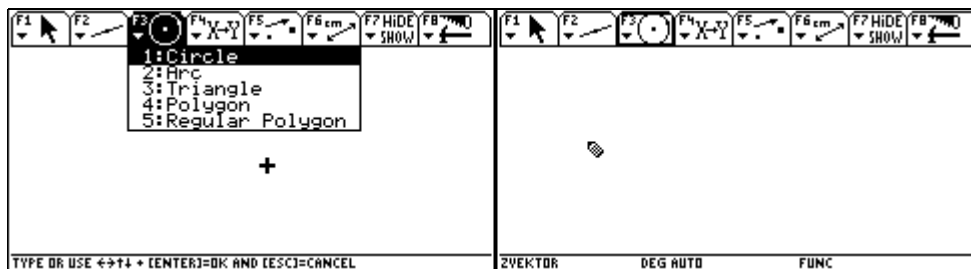 F1 F2 F3 F4 X→Y F5 F6 cm F7 HIDE SHOW F8
1:Circle
2:Arc
3:Triangle
4:Polygon
5:Regular Polygon
TYPE OR USE ←→↑↓ + [ENTER]=OK AND [ESC]=CANCEL
F1 F2 F3 F4 X→Y F5 F6 cm F7 HIDE SHOW F8
ZVEKTOR DEG AUTO FUNC